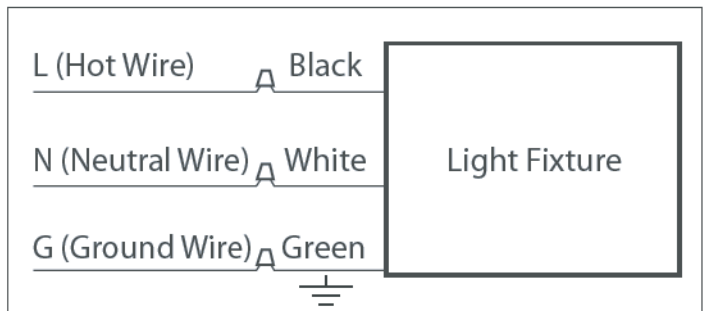 L (Hot Wire) Black
N (Neutral Wire) White
Light Fixture
G (Ground Wire) Green